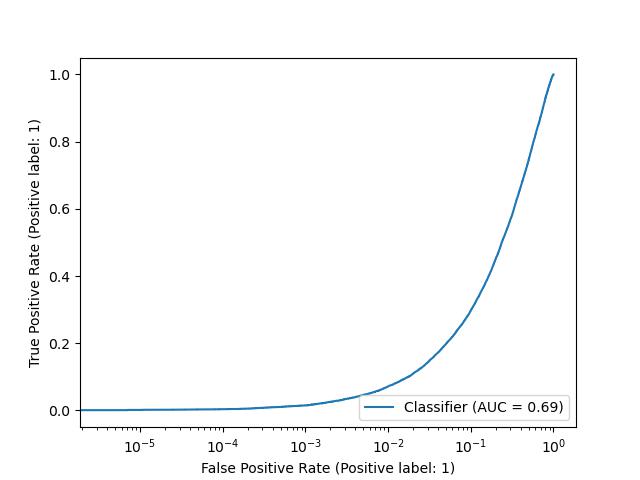 1.0
0.8
0.6
0.4
0.2
0.0
True Positive Rate (Positive label: 1)
Classifier (AUC = 0.69)
10⁻⁵ 10⁻⁴ 10⁻³ 10⁻² 10⁻¹ 10⁰
False Positive Rate (Positive label: 1)